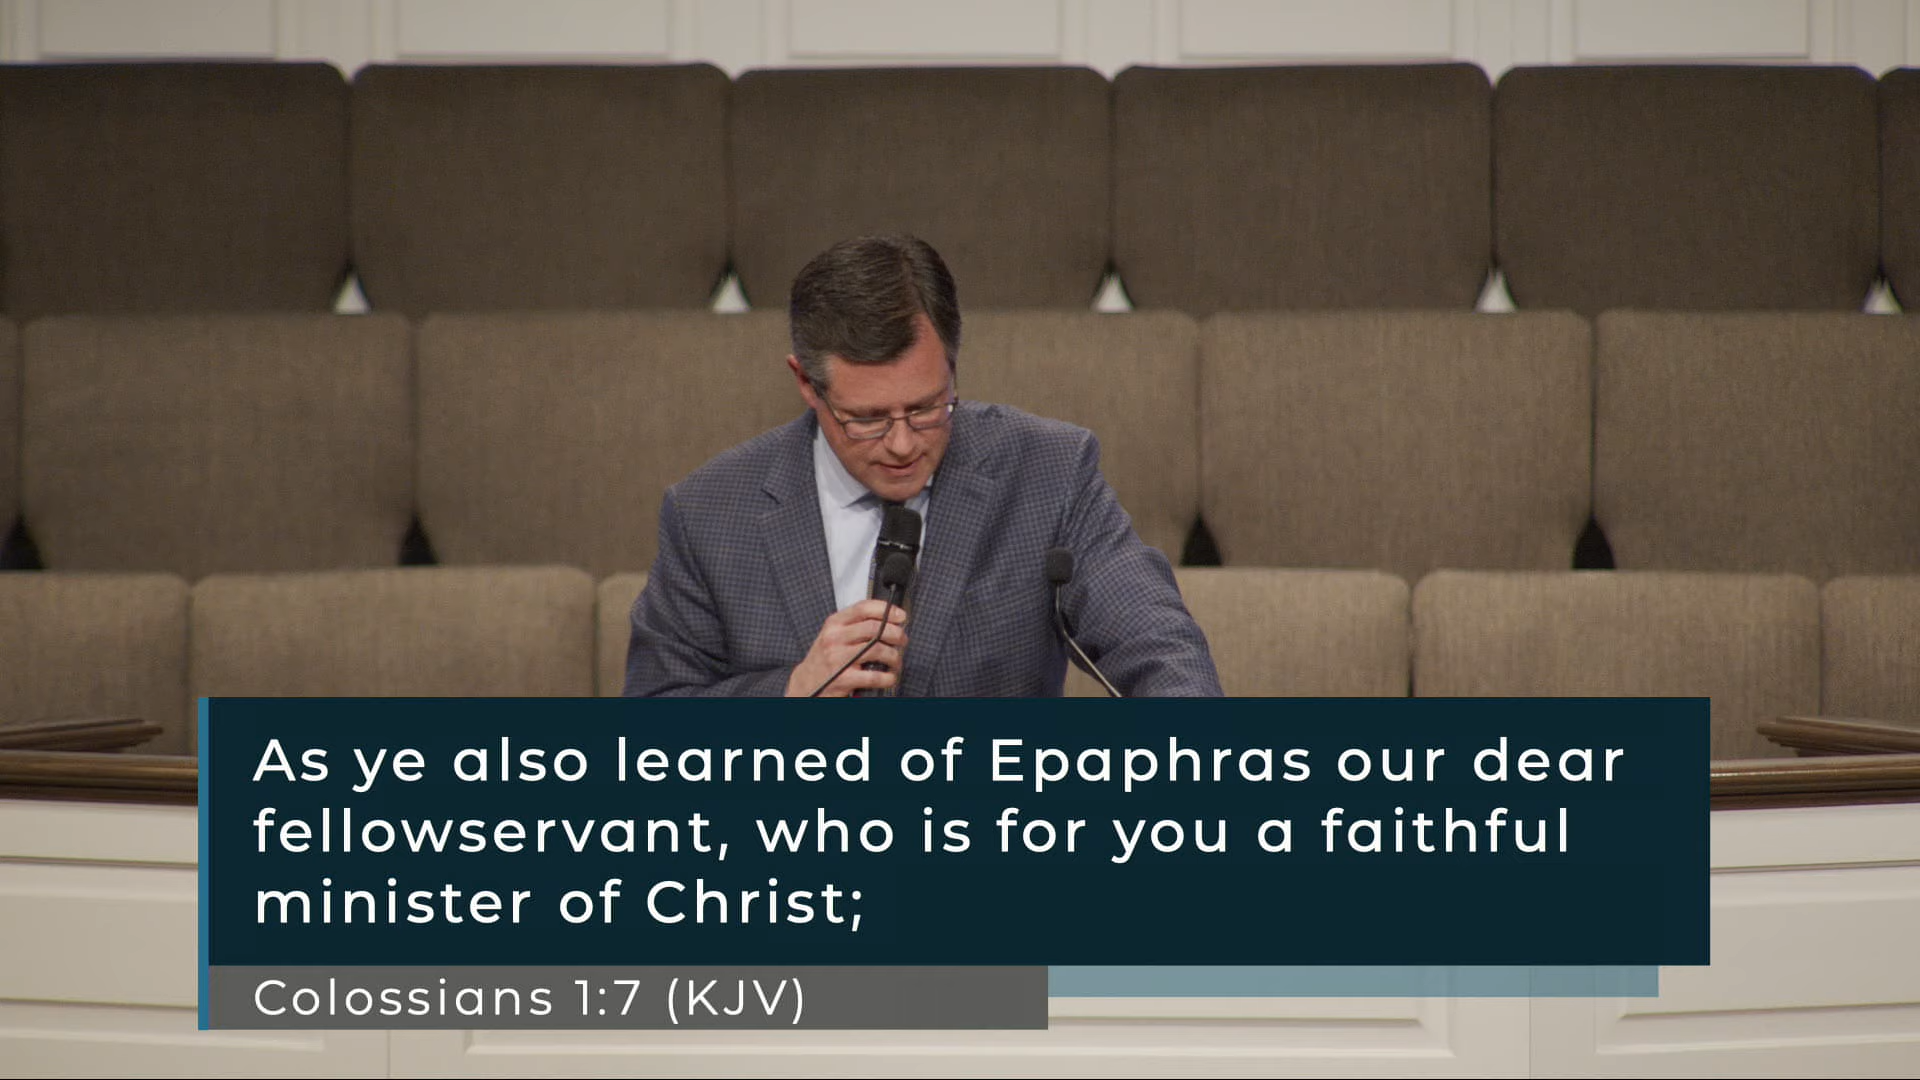 As ye also learned of Epaphras our dear
fellowservant, who is for you a faithful
minister of Christ;
Colossians 1:7 (KJV)